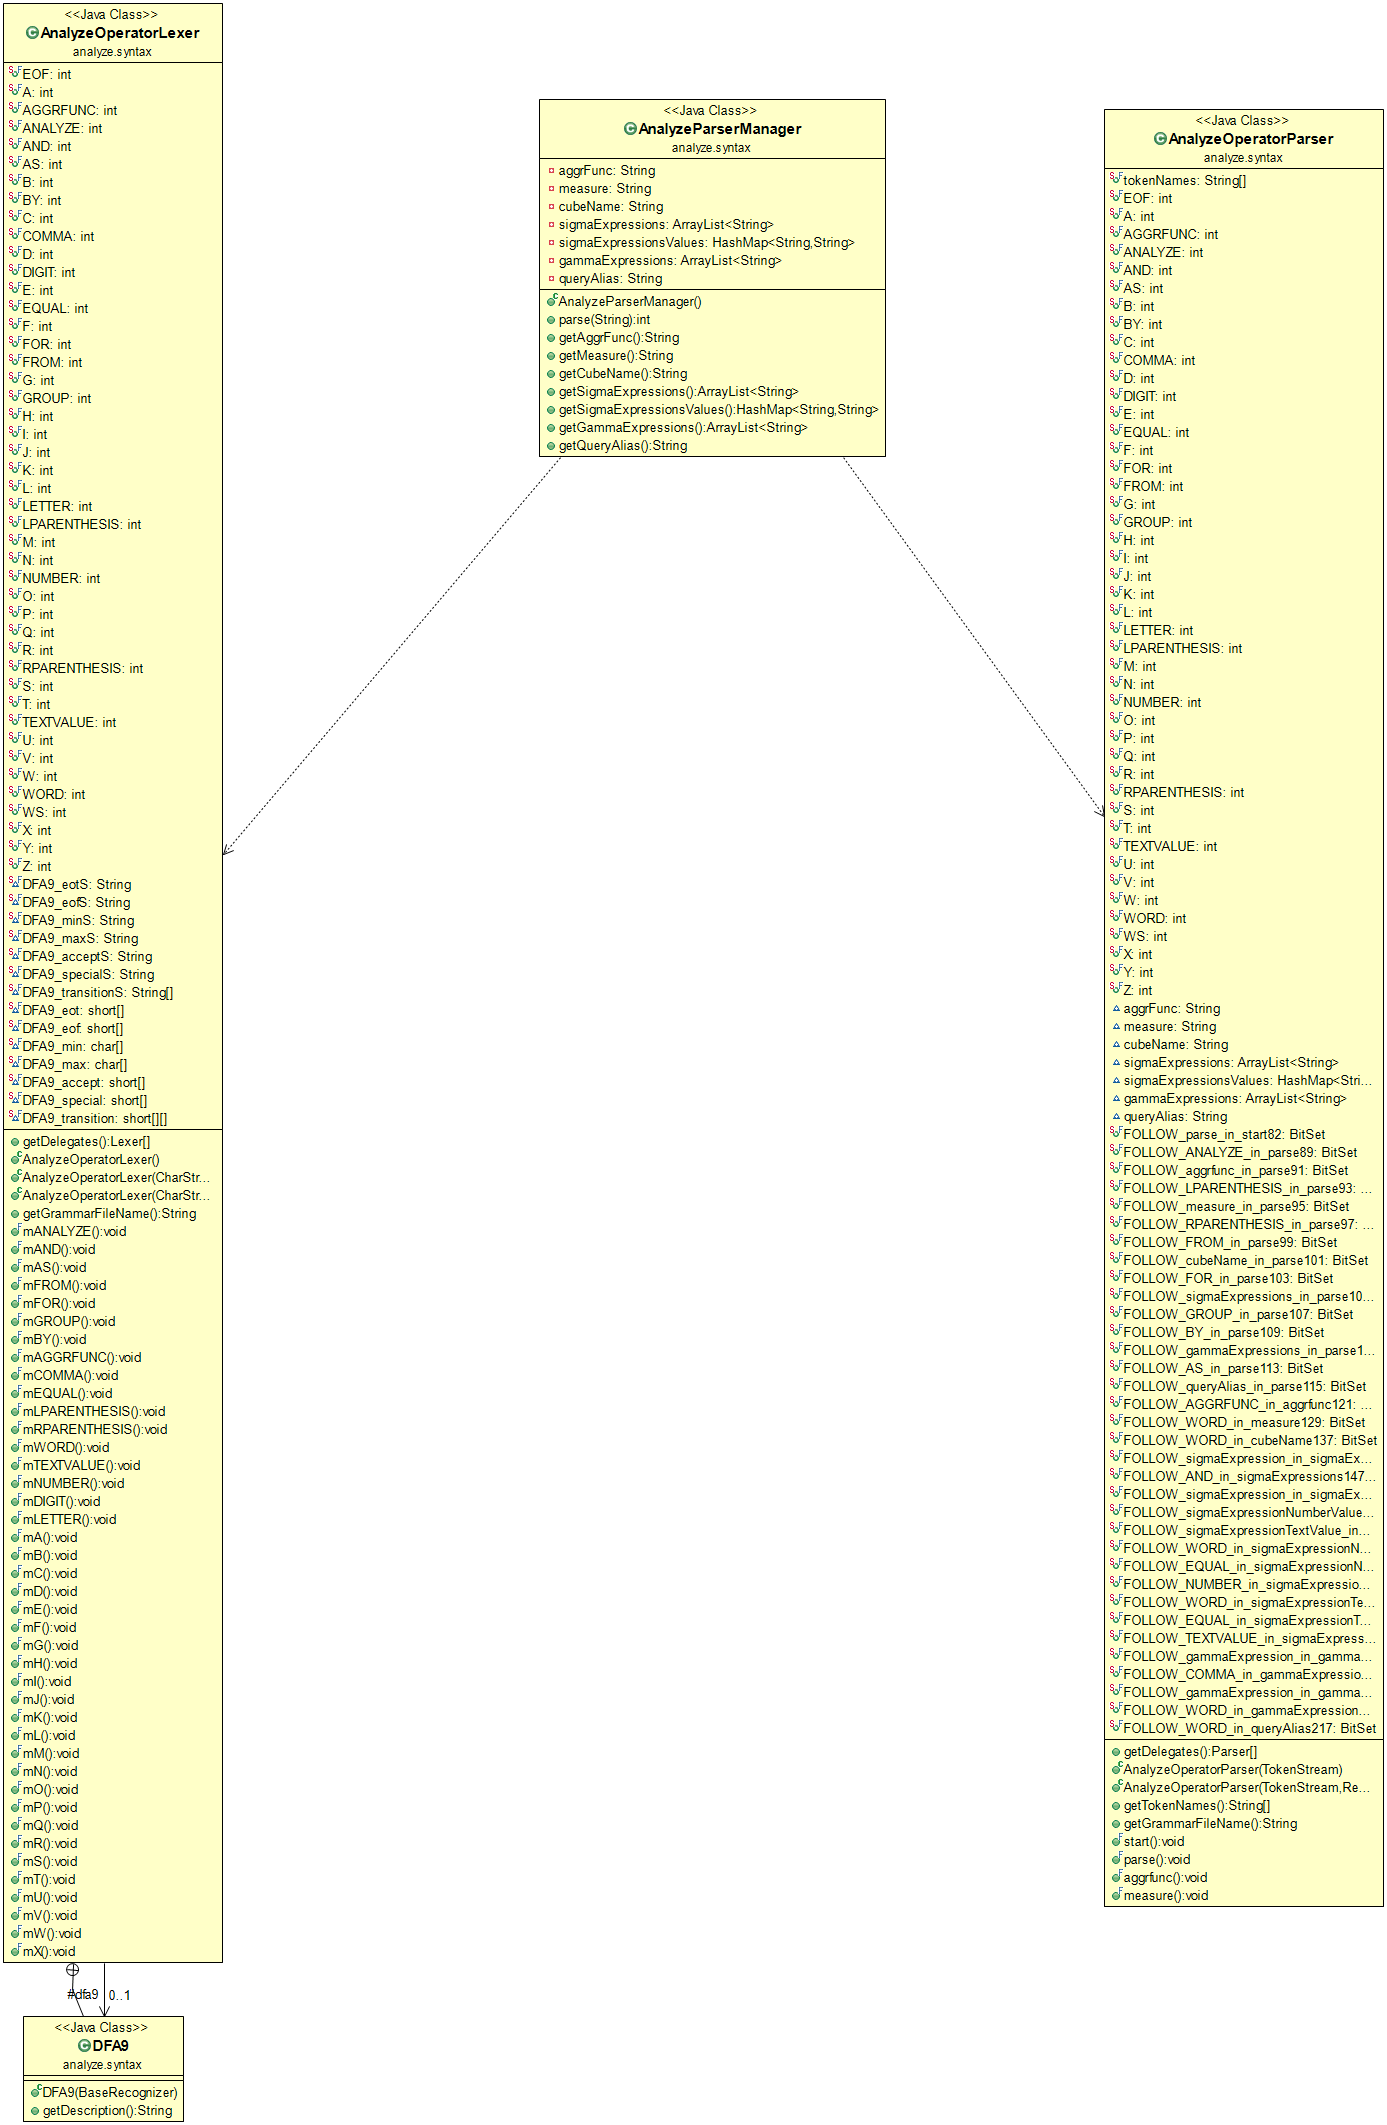 <<Java Class>>
AnalyzeOperatorLexer
analyze.syntax
EOF: int
A: int
AGGRFUNC: int
ANALYZE: int
AND: int
AS: int
B: int
BY: int
C: int
COMMA: int
D: int
DIGIT: int
E: int
EQUAL: int
F: int
FOR: int
FROM: int
G: int
GROUP: int
H: int
I: int
J: int
K: int
L: int
LETTER: int
LPARENTHESIS: int
M: int
N: int
NUMBER: int
O: int
P: int
Q: int
R: int
RPARENTHESIS: int
S: int
T: int
TEXTVALUE: int
U: int
V: int
W: int
WORD: int
WS: int
X: int
Y: int
Z: int
DFA9_eotS: String
DFA9_eofS: String
DFA9_minS: String
DFA9_maxS: String
DFA9_acceptS: String
DFA9_specialS: String
DFA9_transitionS: String[]
DFA9_eot: short[]
DFA9_eof: short[]
DFA9_min: char[]
DFA9_max: char[]
DFA9_accept: short[]
DFA9_special: short[]
DFA9_transition: short[][]
getDelegates():Lexer[]
AnalyzeOperatorLexer()
AnalyzeOperatorLexer(CharStr...
AnalyzeOperatorLexer(CharStr...
getGrammarFileName():String
mANALYZE():void
mAND():void
mAS():void
mFROM():void
mFOR():void
mGROUP():void
mBY():void
mAGGRFUNC():void
mCOMMA():void
mEQUAL():void
mLPARENTHESIS():void
mRPARENTHESIS():void
mWORD():void
mTEXTVALUE():void
mNUMBER():void
mDIGIT():void
mLETTER():void
mA():void
mB():void
mC():void
mD():void
mE():void
mF():void
mG():void
mH():void
mI():void
mJ():void
mK():void
mL():void
mM():void
mN():void
mO():void
mP():void
mQ():void
mR():void
mS():void
mT():void
mU():void
mV():void
mW():void
mX():void
#dfa9
0..1
<<Java Class>>
DFA9
analyze.syntax
DFA9(BaseRecognizer)
getDescription():String
<<Java Class>>
AnalyzeParserManager
analyze.syntax
aggrFunc: String
measure: String
cubeName: String
sigmaExpressions: ArrayList<String>
sigmaExpressionsValues: HashMap<String,String>
gammaExpressions: ArrayList<String>
queryAlias: String
AnalyzeParserManager()
parse(String):int
getAggrFunc():String
getMeasure():String
getCubeName():String
getSigmaExpressions():ArrayList<String>
getSigmaExpressionsValues():HashMap<String,String>
getGammaExpressions():ArrayList<String>
getQueryAlias():String
<<Java Class>>
AnalyzeOperatorParser
analyze.syntax
tokenNames: String[]
EOF: int
A: int
AGGRFUNC: int
ANALYZE: int
AND: int
AS: int
B: int
BY: int
C: int
COMMA: int
D: int
DIGIT: int
E: int
EQUAL: int
F: int
FOR: int
FROM: int
G: int
GROUP: int
H: int
I: int
J: int
K: int
L: int
LETTER: int
LPARENTHESIS: int
M: int
N: int
NUMBER: int
O: int
P: int
Q: int
R: int
RPARENTHESIS: int
S: int
T: int
TEXTVALUE: int
U: int
V: int
W: int
WORD: int
WS: int
X: int
Y: int
Z: int
aggrFunc: String
measure: String
cubeName: String
sigmaExpressions: ArrayList<String>
sigmaExpressionsValues: HashMap<Stri...
gammaExpressions: ArrayList<String>
queryAlias: String
FOLLOW_parse_in_start82: BitSet
FOLLOW_ANALYZE_in_parse89: BitSet
FOLLOW_aggrfunc_in_parse91: BitSet
FOLLOW_LPARENTHESIS_in_parse93: ...
FOLLOW_measure_in_parse95: BitSet
FOLLOW_RPARENTHESIS_in_parse97: ...
FOLLOW_FROM_in_parse99: BitSet
FOLLOW_cubeName_in_parse101: BitSet
FOLLOW_FOR_in_parse103: BitSet
FOLLOW_sigmaExpressions_in_parse10...
FOLLOW_GROUP_in_parse107: BitSet
FOLLOW_BY_in_parse109: BitSet
FOLLOW_gammaExpressions_in_parse1...
FOLLOW_AS_in_parse113: BitSet
FOLLOW_queryAlias_in_parse115: BitSet
FOLLOW_AGGRFUNC_in_aggrfunc121: ...
FOLLOW_WORD_in_measure129: BitSet
FOLLOW_WORD_in_cubeName137: BitSet
FOLLOW_sigmaExpression_in_sigmaEx...
FOLLOW_AND_in_sigmaExpressions147...
FOLLOW_sigmaExpression_in_sigmaEx...
FOLLOW_sigmaExpressionNumberValue...
FOLLOW_sigmaExpressionTextValue_in...
FOLLOW_WORD_in_sigmaExpressionN...
FOLLOW_EQUAL_in_sigmaExpressionN...
FOLLOW_NUMBER_in_sigmaExpressio...
FOLLOW_WORD_in_sigmaExpressionTe...
FOLLOW_EQUAL_in_sigmaExpressionT...
FOLLOW_TEXTVALUE_in_sigmaExpress...
FOLLOW_gammaExpression_in_gamma...
FOLLOW_COMMA_in_gammaExpressio...
FOLLOW_gammaExpression_in_gamma...
FOLLOW_WORD_in_gammaExpression...
FOLLOW_WORD_in_queryAlias217: BitSet
getDelegates():Parser[]
AnalyzeOperatorParser(TokenStream)
AnalyzeOperatorParser(TokenStream,Re...
getTokenNames():String[]
getGrammarFileName():String
start():void
parse():void
aggrfunc():void
measure():void